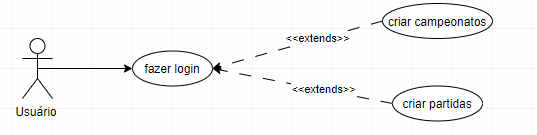 criar campeonatos
<<extends>>
fazer login
<<extends>>
criar partidas
Usuário